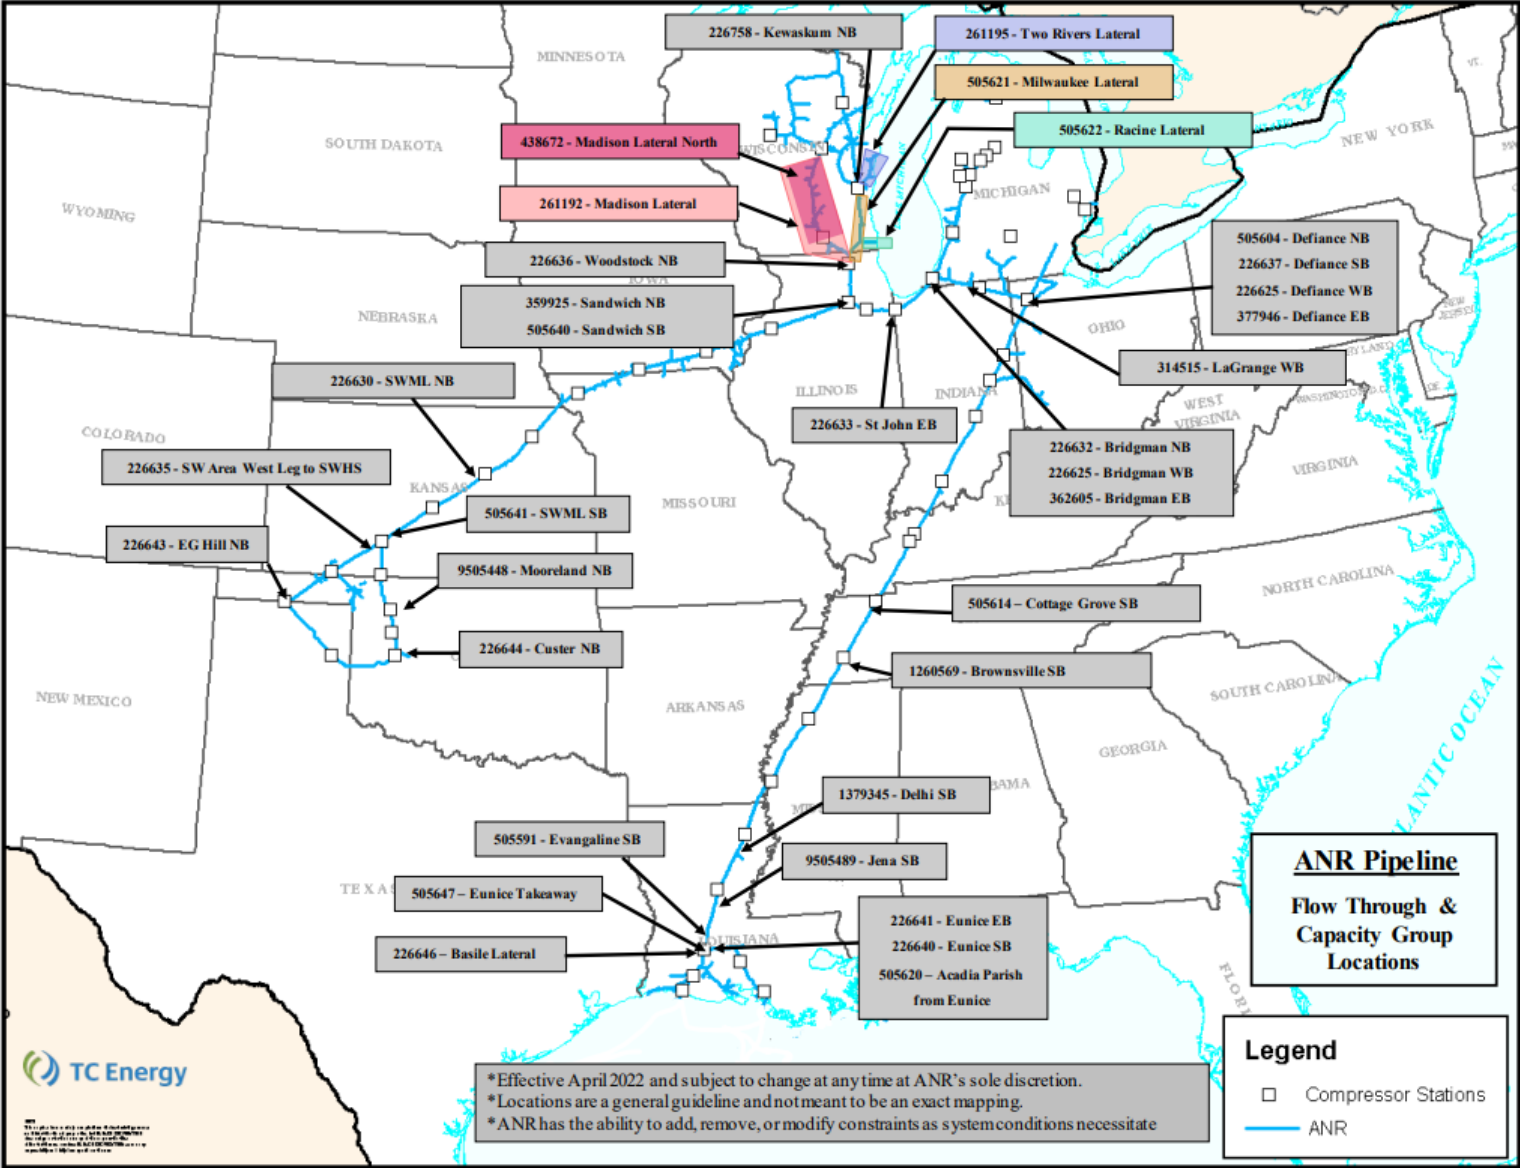 226758 - Kewaskum NB
261195 - Two Rivers Lateral
505621 - Milwaukee Lateral
505622 - Racine Lateral
438672 - Madison Lateral North
261192 - Madison Lateral
226636 - Woodstock NB
359925 - Sandwich NB
505640 - Sandwich SB
505604 - Defiance NB
226637 - Defiance SB
226625 - Defiance WB
377946 - Defiance EB
314515 - LaGrange WB
226630 - SWML NB
226633 - St John EB
226632 - Bridgman NB
226625 - Bridgman WB
362605 - Bridgman EB
226635 - SW Area West Leg to SWHS
505641 - SWML SB
226643 - EG Hill NB
9505448 - Mooreland NB
226644 - Custer NB
505614 – Cottage Grove SB
1260569 - Brownsville SB
1379345 - Delhi SB
505591 - Evangaline SB
9505489 - Jena SB
505647 - Eunice Takeaway
226646 – Basile Lateral
226641 - Eunice EB
226640 - Eunice SB
505620 – Acadia Parish
from Eunice
MINNESOTA
SOUTH DAKOTA
WISCONSIN
WYOMING
MICHIGAN
NEW YORK
VT.
IOWA
NEBRASKA
OHIO
ILLINOIS
INDIANA
WEST
VIRGINIA
VIRGINIA
COLORADO
KANSAS
MISSOURI
NORTH CAROLINA
NEW MEXICO
ARKANSAS
SOUTH CAROLINA
GEORGIA
BAMA
TEXAS
LOUISIANA
FLORI
LANTIC OCEAN
ANR Pipeline
Flow Through &
Capacity Group
Locations
Legend
Compressor Stations
ANR
TC Energy
*Effective April 2022 and subject to change at any time at ANR's sole discretion.
*Locations are a general guideline and not meant to be an exact mapping.
*ANR has the ability to add, remove, or modify constraints as system conditions necessitate